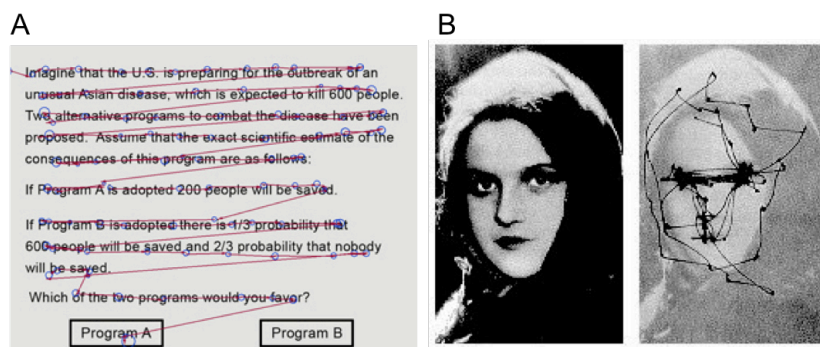 A
B
Imagine that the U.S. is preparing for the outbreak of an
unusual Asian disease, which is expected to kill 600 people.
Two alternative programs to combat the disease have been
proposed. Assume that the exact scientific estimate of the
consequences of this program are as follows:
If Program A is adopted 200 people will be saved.
If Program B is adopted there is 1/3 probability that
600 people will be saved and 2/3 probability that nobody
will be saved.
Which of the two programs would you favor?
Program A
Program B